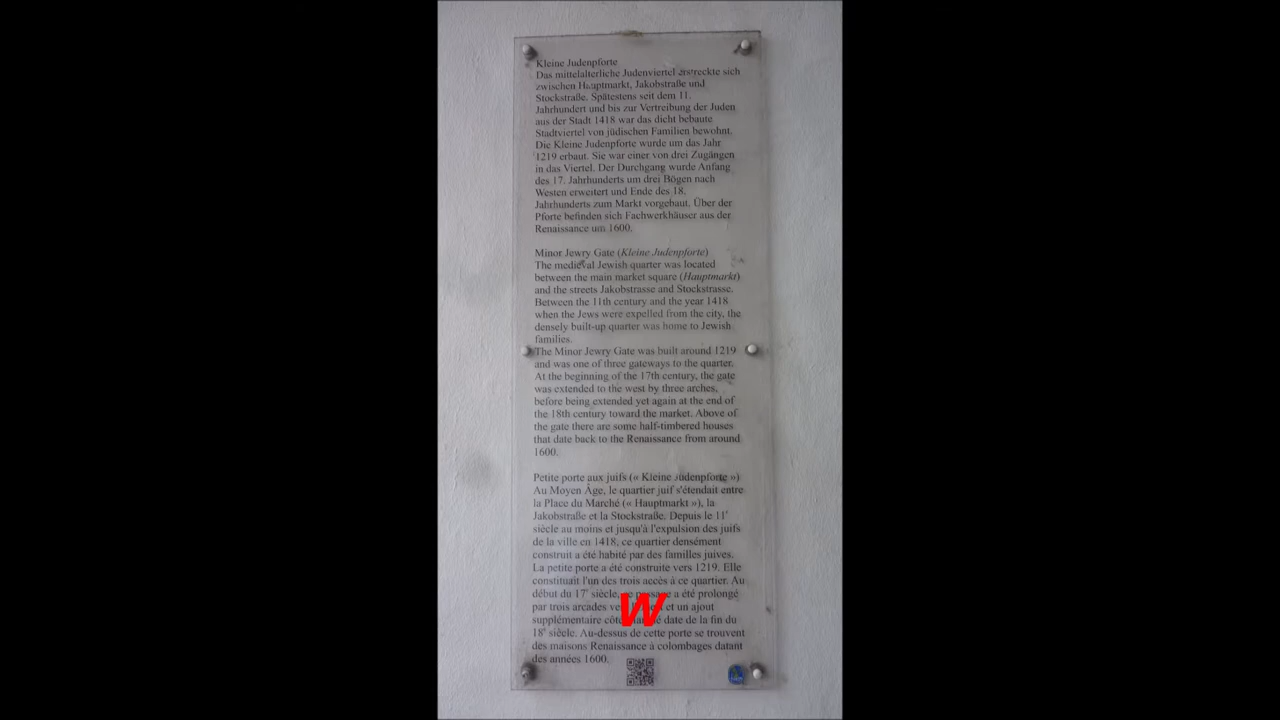 Kleine Judenpforte
Das mittelalterliche Judenviertel erstreckte sich
zwischen Hauptmarkt, Jakobstraße und
Stockstraße. Spätestens seit dem 11.
Jahrhundert und bis zur Vertreibung der Juden
aus der Stadt 1418 war das dicht bebaute
Stadtviertel von jüdischen Familien bewohnt.
Die Kleine Judenpforte wurde um das Jahr
1219 erbaut. Sie war einer von drei Zugängen
in das Viertel. Der Durchgang wurde Anfang
des 17. Jahrhunderts um drei Bögen nach
Westen erweitert und Ende des 18.
Jahrhunderts zum Markt vorgebaut. Über der
Pforte befinden sich Fachwerkhäuser aus der
Renaissance um 1600.
Minor Jewry Gate (Kleine Judenpforte)
The medieval Jewish quarter was located
between the main market square (Hauptmarkt)
and the streets Jakobstrasse and Stockstrasse.
Between the 11th century and the year 1418
when the Jews were expelled from the city, the
densely built-up quarter was home to Jewish
families.
The Minor Jewry Gate was built around 1219
and was one of three gateways to the quarter.
At the beginning of the 17th century, the gate
was extended to the west by three arches,
before being extended yet again at the end of
the 18th century toward the market. Above of
the gate there are some half-timbered houses
that date back to the Renaissance from around
1600.
Petite porte aux juifs (« Kleine Judenpforte »)
Au Moyen Âge, le quartier juif s'étendait entre
la Place du Marché (« Hauptmarkt »), la
Jakobstraße et la Stockstraße. Depuis le 11e
siècle au moins et jusqu'à l'expulsion des juifs
de la ville en 1418, ce quartier densément
construit a été habité par des familles juives.
La petite porte a été construite vers 1219. Elle
constituait l'un des trois accès à ce quartier. Au
début du 17e siècle, passage a été prolongé
par trois arcades et un ajout
supplémentaire côté date de la fin du
18e siècle. Au-dessus de cette porte se trouvent
des maisons Renaissance à colombages datant
des années 1600.
W